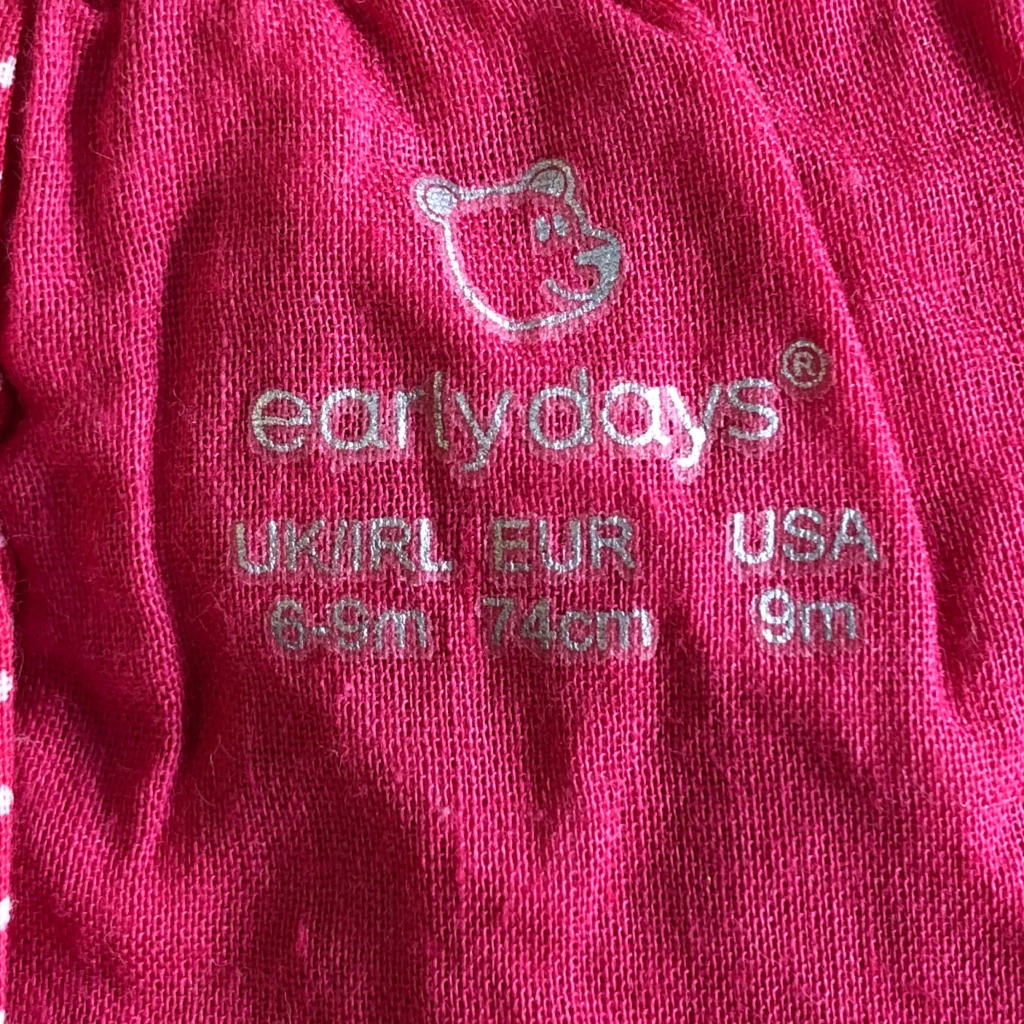 early days®
UK/IRL EUR USA
6-9m 74cm 9m